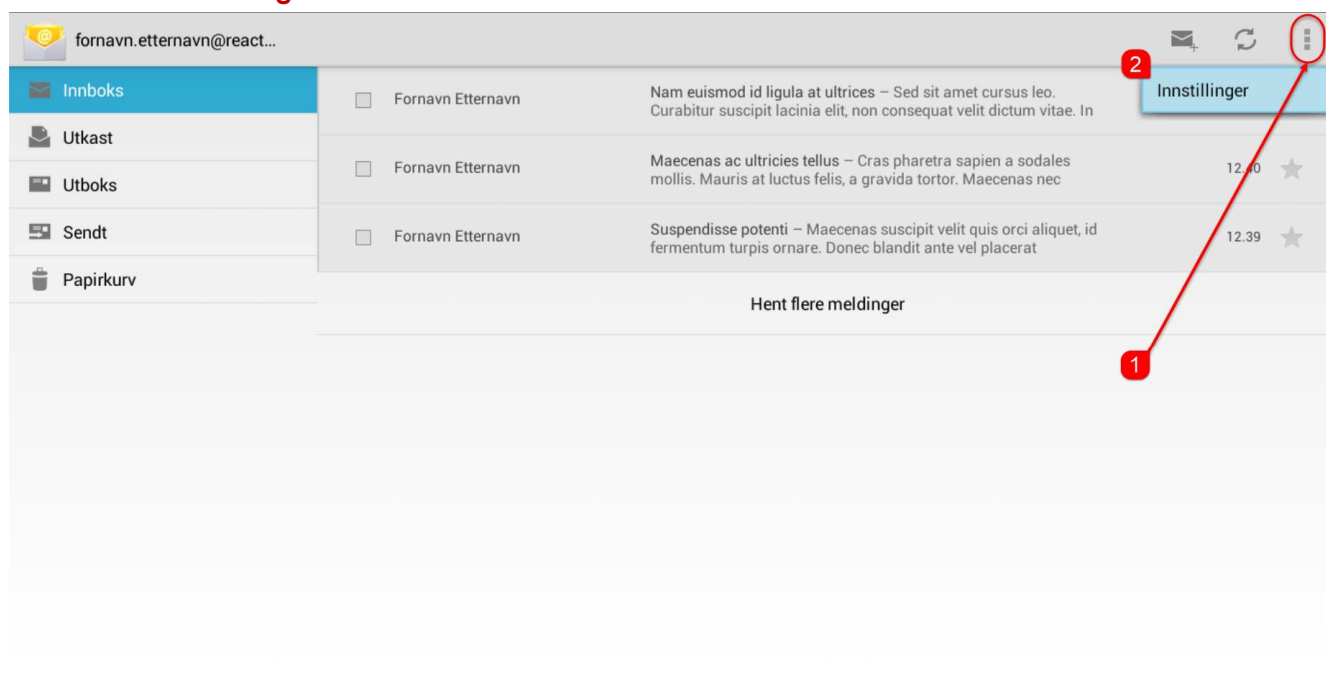 fornavn.etternavn@react...
2
Innboks
Innstillinger
Fornavn Etternavn
Nam euismod id ligula at ultrices – Sed sit amet cursus leo.
Curabitur suscipit lacinia elit, non consequat velit dictum vitae. In
Utkast
Fornavn Etternavn
Maecenas ac ultricies tellus – Cras pharetra sapien a sodales
mollis. Mauris at luctus felis, a gravida tortor. Maecenas nec
12.40
Utboks
Sendt
Fornavn Etternavn
Suspendisse potenti – Maecenas suscipit velit quis orci aliquet, id
fermentum turpis ornare. Donec blandit ante vel placerat
12.39
Papirkurv
Hent flere meldinger
1